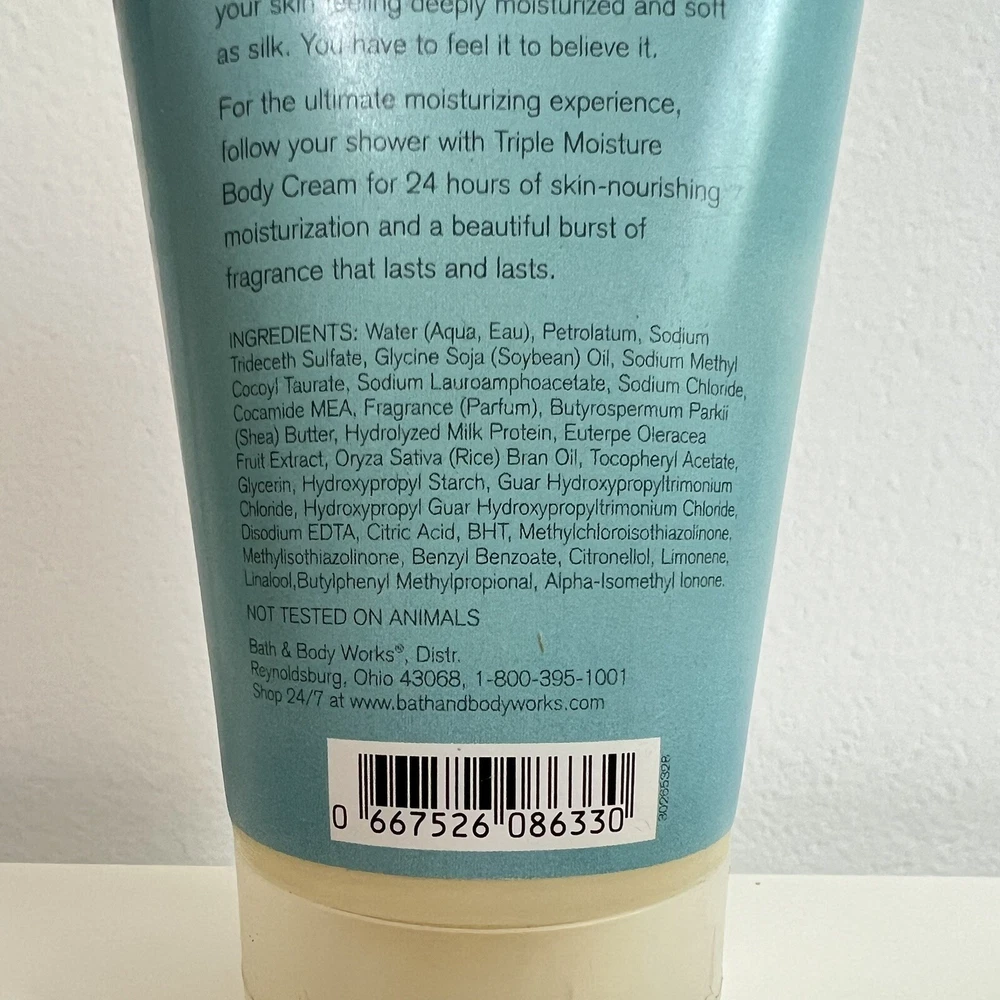 your skin feeling deeply moisturized and soft
as silk. You have to feel it to believe it.
For the ultimate moisturizing experience,
follow your shower with Triple Moisture
Body Cream for 24 hours of skin-nourishing
moisturization and a beautiful burst of
fragrance that lasts and lasts.
INGREDIENTS: Water (Aqua, Eau), Petrolatum, Sodium
Trideceth Sulfate, Glycine Soja (Soybean) Oil, Sodium Methyl
Cocoyl Taurate, Sodium Lauroamphoacetate, Sodium Chloride,
Cocamide MEA, Fragrance (Parfum), Butyrospermum Parkii
(Shea) Butter, Hydrolyzed Milk Protein, Euterpe Oleracea
Fruit Extract, Oryza Sativa (Rice) Bran Oil, Tocopheryl Acetate,
Glycerin, Hydroxypropyl Starch, Guar Hydroxypropyltrimonium
Chloride, Hydroxypropyl Guar Hydroxypropyltrimonium Chloride,
Disodium EDTA, Citric Acid, BHT, Methylchloroisothiazolinone,
Methylisothiazolinone, Benzyl Benzoate, Citronellol, Limonene,
Linalool,Butylphenyl Methylpropional, Alpha-Isomethyl Ionone.
NOT TESTED ON ANIMALS
Bath & Body Works®, Distr.
Reynoldsburg, Ohio 43068, 1-800-395-1001
Shop 24/7 at www.bathandbodyworks.com
0 667526 086330